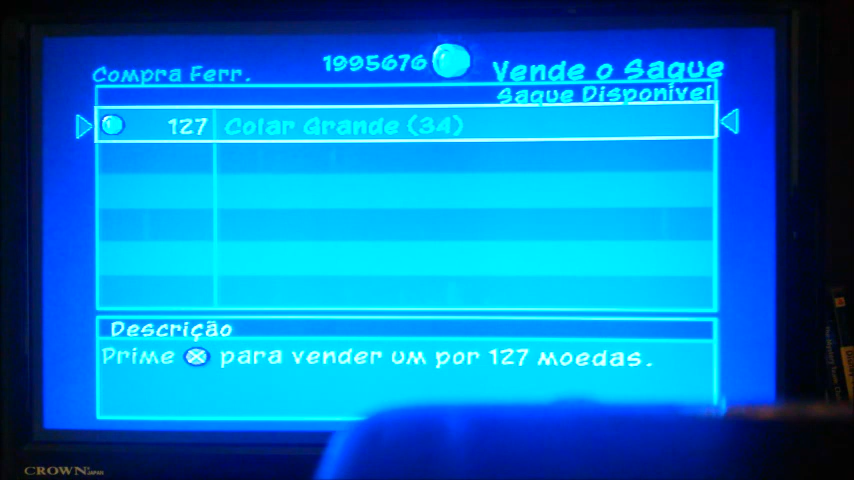 Compra Ferr.
1995676
Vende o Saque
Saque Disponível
127 Colar Grande (34)
Descrição
Prime ⊗ para vender um por 127 moedas.
CROWN